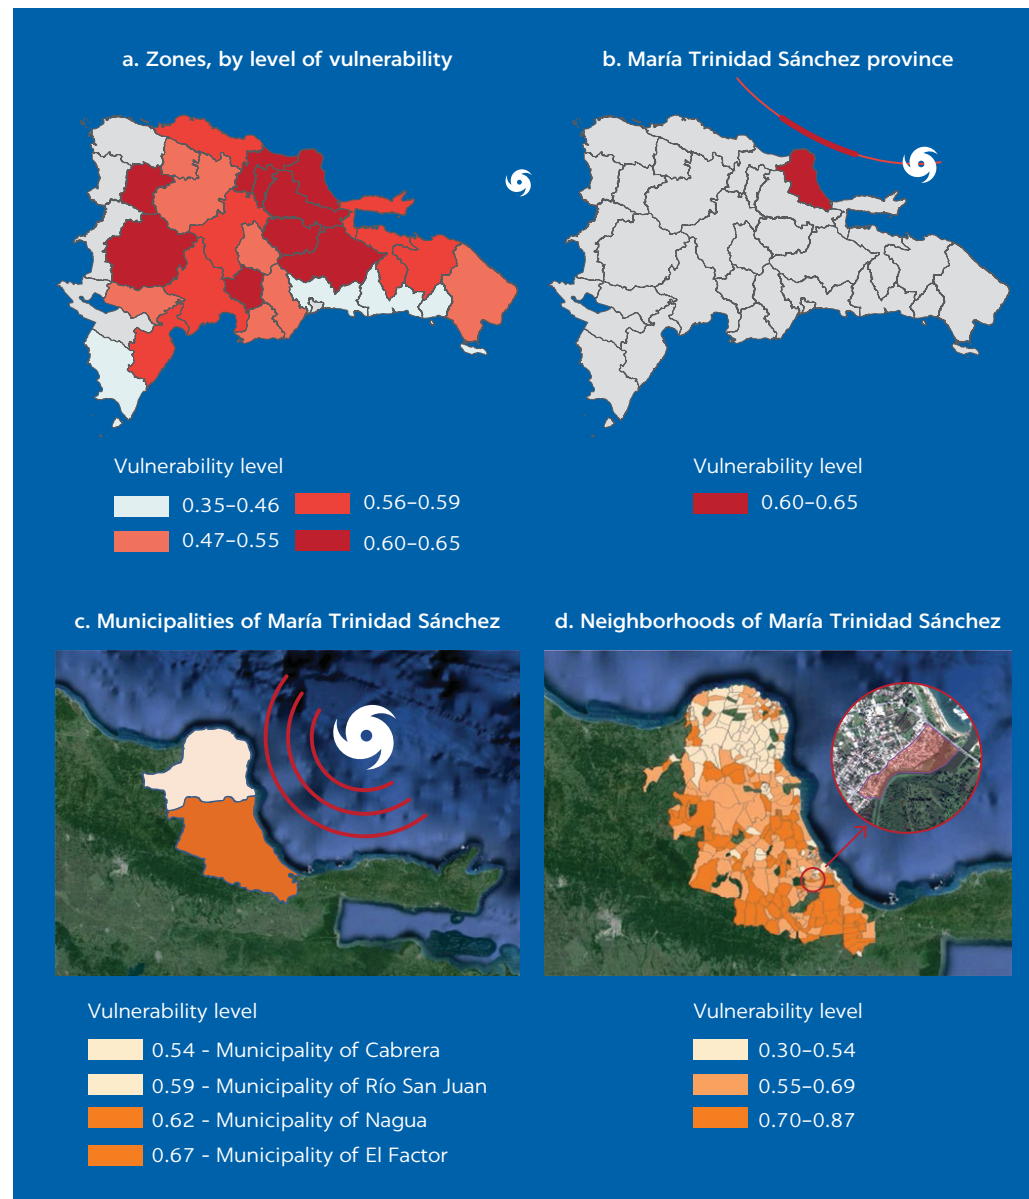 a. Zones, by level of vulnerability
b. María Trinidad Sánchez province
Vulnerability level
0.35–0.46
0.56–0.59
0.47–0.55
0.60–0.65
Vulnerability level
0.60–0.65
c. Municipalities of María Trinidad Sánchez
d. Neighborhoods of María Trinidad Sánchez
Vulnerability level
0.54 - Municipality of Cabrera
0.59 - Municipality of Río San Juan
0.62 - Municipality of Nagua
0.67 - Municipality of El Factor
Vulnerability level
0.30–0.54
0.55–0.69
0.70–0.87